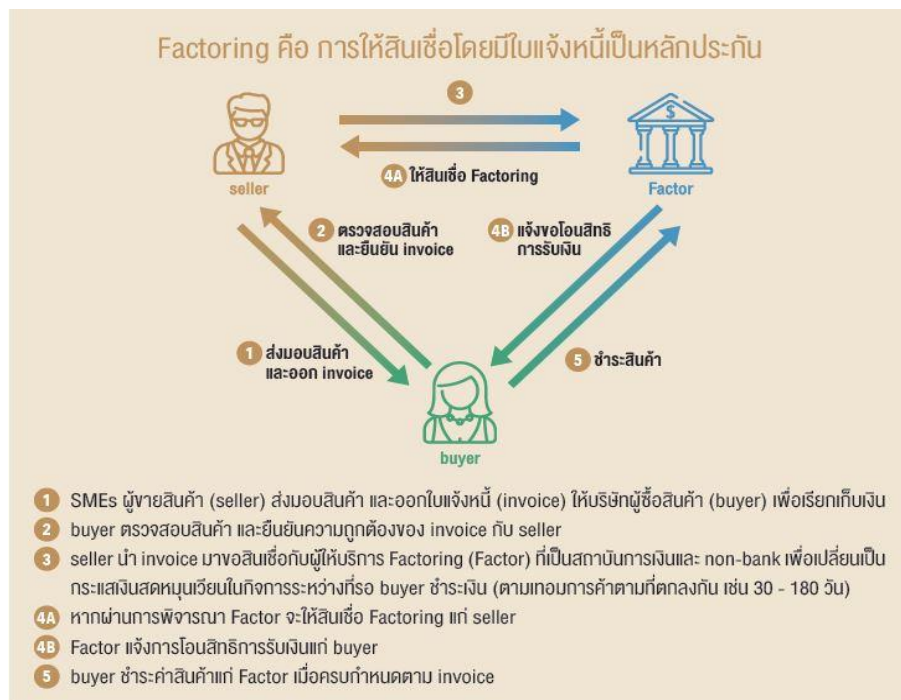 Factoring คือ การให้สินเชื่อโดยมีใบแจ้งหนี้เป็นหลักประกัน
3
$
seller
4A ให้สินเชื่อ Factoring
Factor
2 ตรวจสอบสินค้า
และยืนยัน invoice
4B แจ้งขอโอนสิทธิ
การรับเงิน
1 ส่งมอบสินค้า
และออก invoice
5 ชำระสินค้า
buyer
1 SMEs ผู้ขายสินค้า (seller) ส่งมอบสินค้า และออกใบแจ้งหนี้ (invoice) ให้บริษัทผู้ซื้อสินค้า (buyer) เพื่อเรียกเก็บเงิน
2 buyer ตรวจสอบสินค้า และยืนยันความถูกต้องของ invoice กับ seller
3 seller นำ invoice มาขอสินเชื่อกับผู้ให้บริการ Factoring (Factor) ที่เป็นสถาบันการเงินและ non-bank เพื่อเปลี่ยนเป็น
กระแสเงินสดหมุนเวียนในกิจการระหว่างที่รอ buyer ชำระเงิน (ตามเทอมการค้าตามที่ตกลงกัน เช่น 30 - 180 วัน)
4A หากผ่านการพิจารณา Factor จะให้สินเชื่อ Factoring แก่ seller
4B Factor แจ้งการโอนสิทธิการรับเงินแก่ buyer
5 buyer ชำระค่าสินค้าแก่ Factor เมื่อครบกำหนดตาม invoice